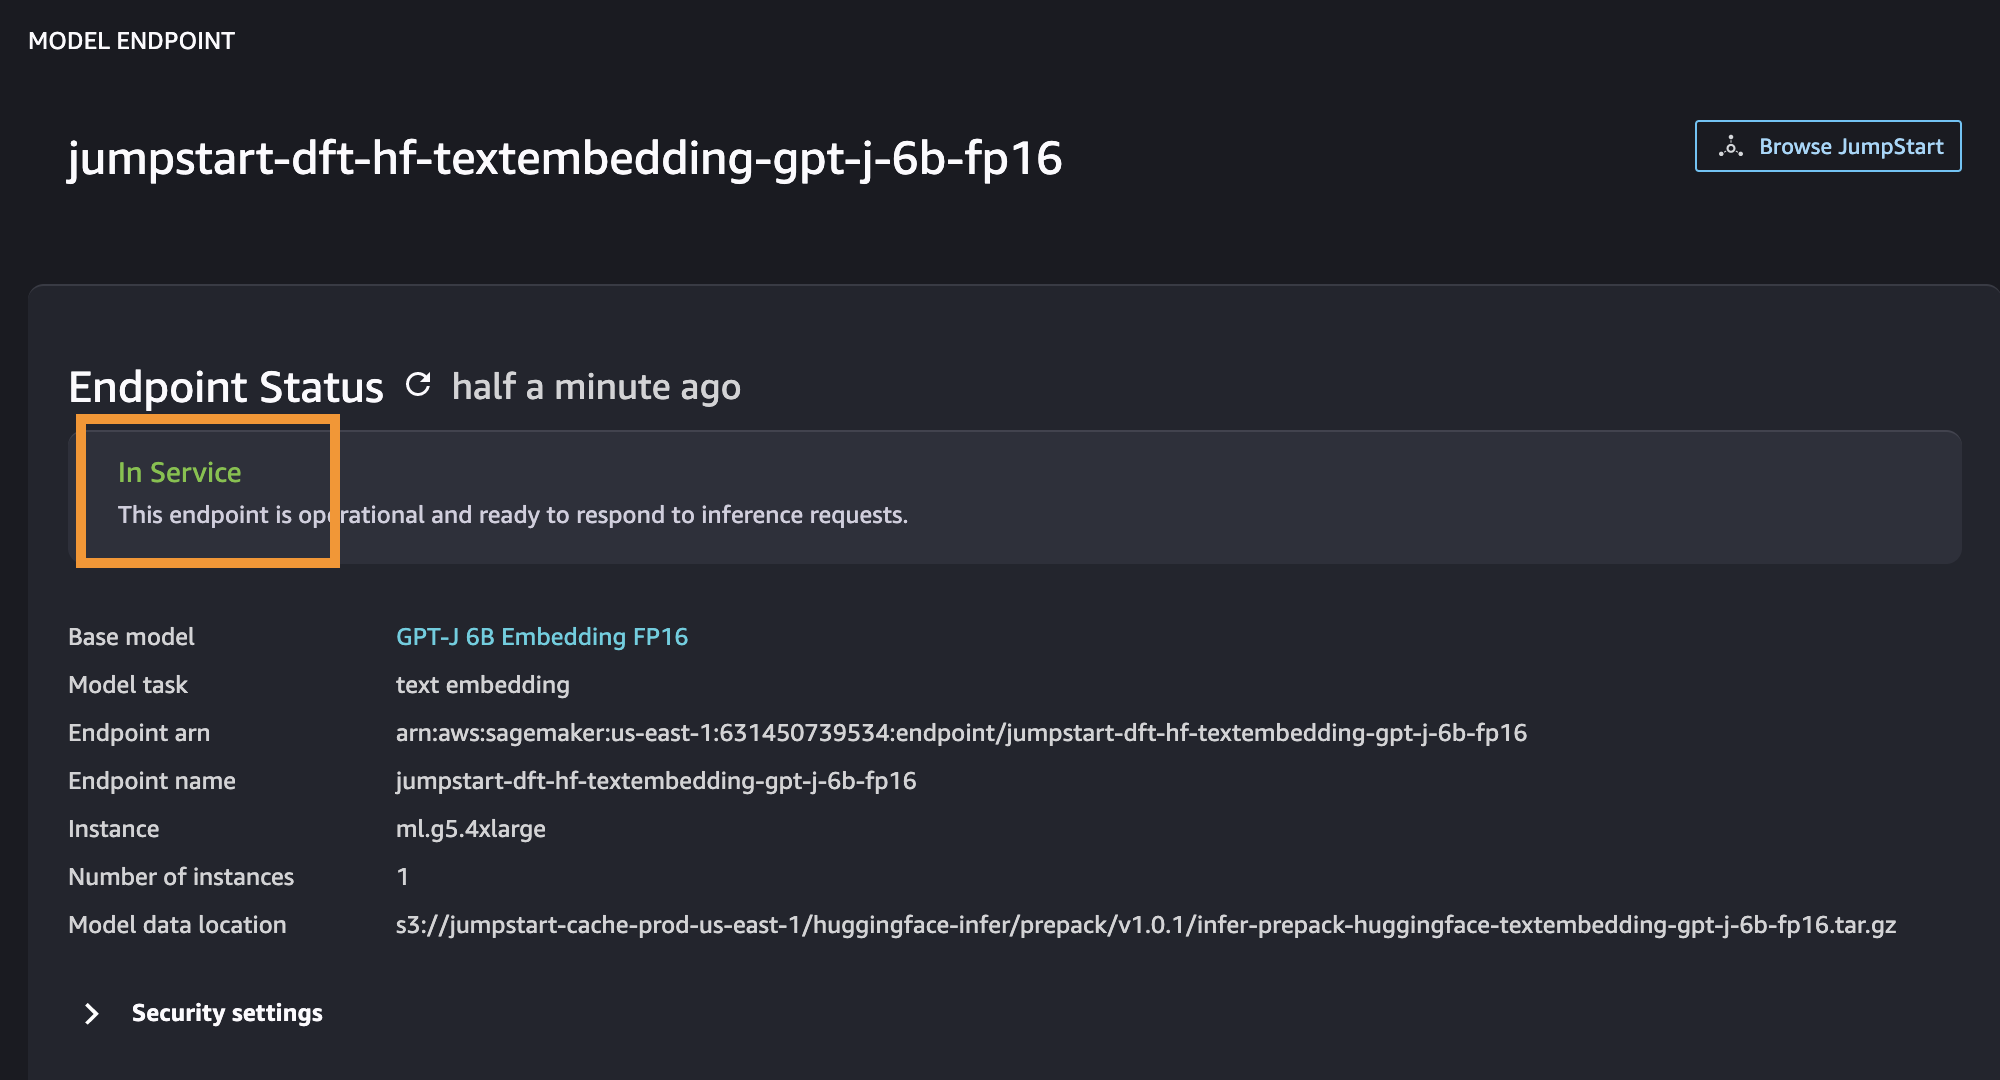 MODEL ENDPOINT
jumpstart-dft-hf-textembedding-gpt-j-6b-fp16
Browse JumpStart
Endpoint Status half a minute ago
In Service
This endpoint is operational and ready to respond to inference requests.
Base model GPT-J 6B Embedding FP16
Model task text embedding
Endpoint arn arn:aws:sagemaker:us-east-1:631450739534:endpoint/jumpstart-dft-hf-textembedding-gpt-j-6b-fp16
Endpoint name jumpstart-dft-hf-textembedding-gpt-j-6b-fp16
Instance ml.g5.4xlarge
Number of instances 1
Model data location s3://jumpstart-cache-prod-us-east-1/huggingface-infer/prepack/v1.0.1/infer-prepack-huggingface-textembedding-gpt-j-6b-fp16.tar.gz
Security settings